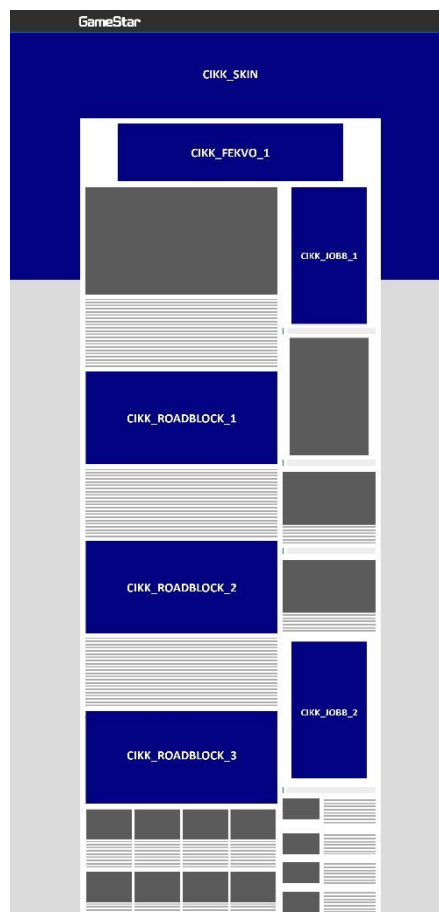 GameStar
CIKK_SKIN
CIKK_FEKVO_1
CIKK_JOBB_1
CIKK_ROADBLOCK_1
CIKK_ROADBLOCK_2
CIKK_JOBB_2
CIKK_ROADBLOCK_3